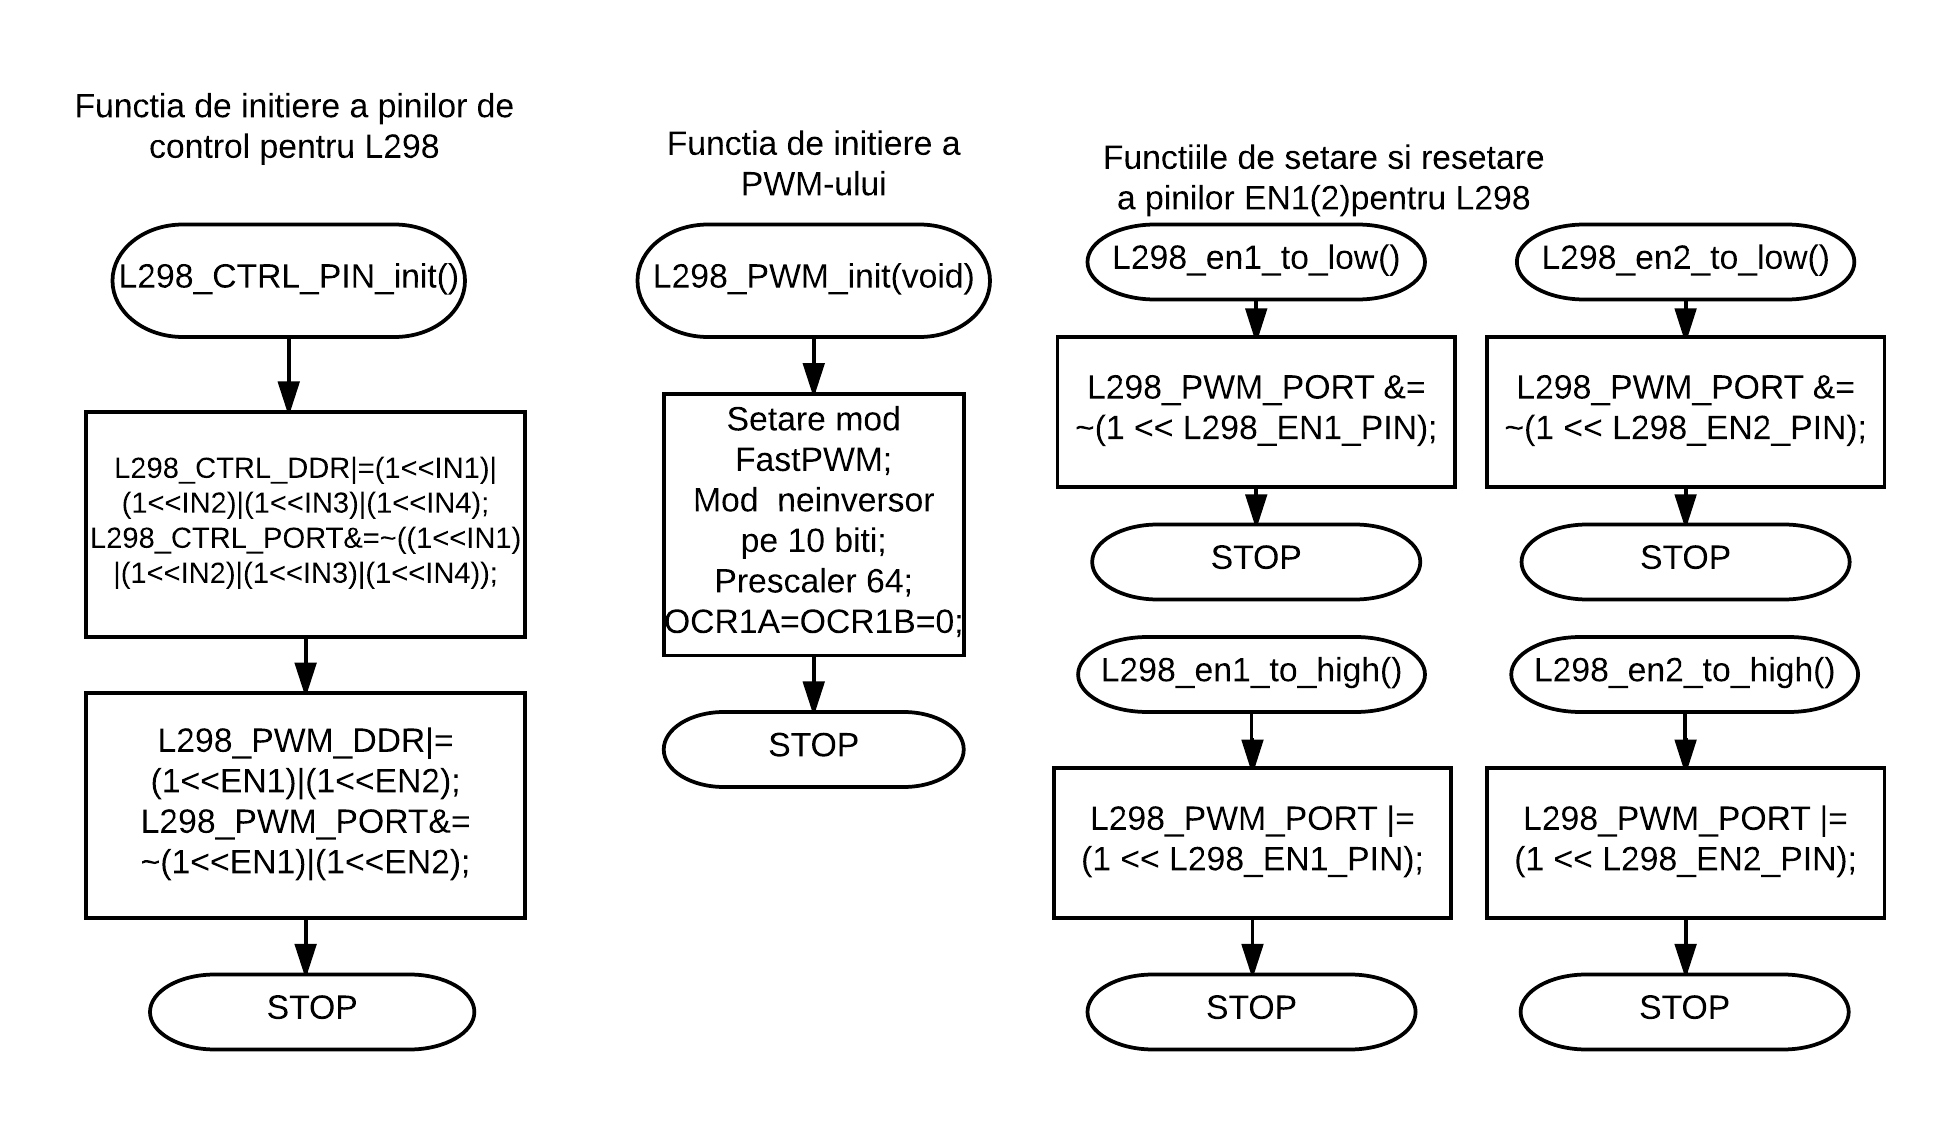 Functia de initiere a pinilor de
control pentru L298
L298_CTRL_PIN_init()
L298_CTRL_DDR|=(1<<IN1)|
(1<<IN2)|(1<<IN3)|(1<<IN4);
L298_CTRL_PORT&=~((1<<IN1)
|(1<<IN2)|(1<<IN3)|(1<<IN4));
L298_PWM_DDR|=
(1<<EN1)|(1<<EN2);
L298_PWM_PORT&=
~(1<<EN1)|(1<<EN2);
STOP
Functia de initiere a
PWM-ului
L298_PWM_init(void)
Setare mod
FastPWM;
Mod  neinversor
pe 10 biti;
Prescaler 64;
OCR1A=OCR1B=0;
STOP
Functiile de setare si resetare
a pinilor EN1(2)pentru L298
L298_en1_to_low()
L298_PWM_PORT &=
~(1 << L298_EN1_PIN);
STOP
L298_en2_to_low()
L298_PWM_PORT &=
~(1 << L298_EN2_PIN);
STOP
L298_en1_to_high()
L298_PWM_PORT |=
(1 << L298_EN1_PIN);
STOP
L298_en2_to_high()
L298_PWM_PORT |=
(1 << L298_EN2_PIN);
STOP